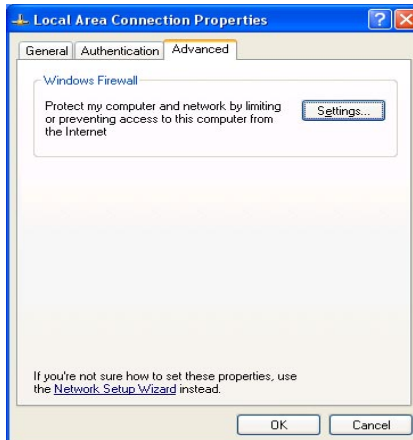 Local Area Connection Properties
General Authentication Advanced
Windows Firewall
Protect my computer and network by limiting
or preventing access to this computer from
the Internet
Settings...
If you're not sure how to set these properties, use
the Network Setup Wizard instead.
OK Cancel